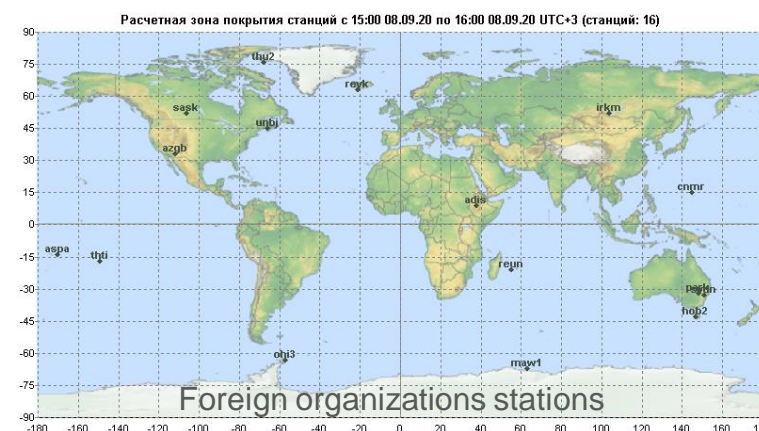 Расчетная зона покрытия станций с 15:00 08.09.20 по 16:00 08.09.20 UTC+3 (станций: 16)
90
thu2
75
reyk
60
sask
irkm
unbj
45
azgb
30
cnmr
15
adis
0
aspa
thti
reun
-15
park
-30
hob2
-45
ohi3
-60
maw1
-75
Foreign organizations stations
-90
-180 -160 -140 -120 -100 -80 -60 -40 -20 0 20 40 60 80 100 120 140 160